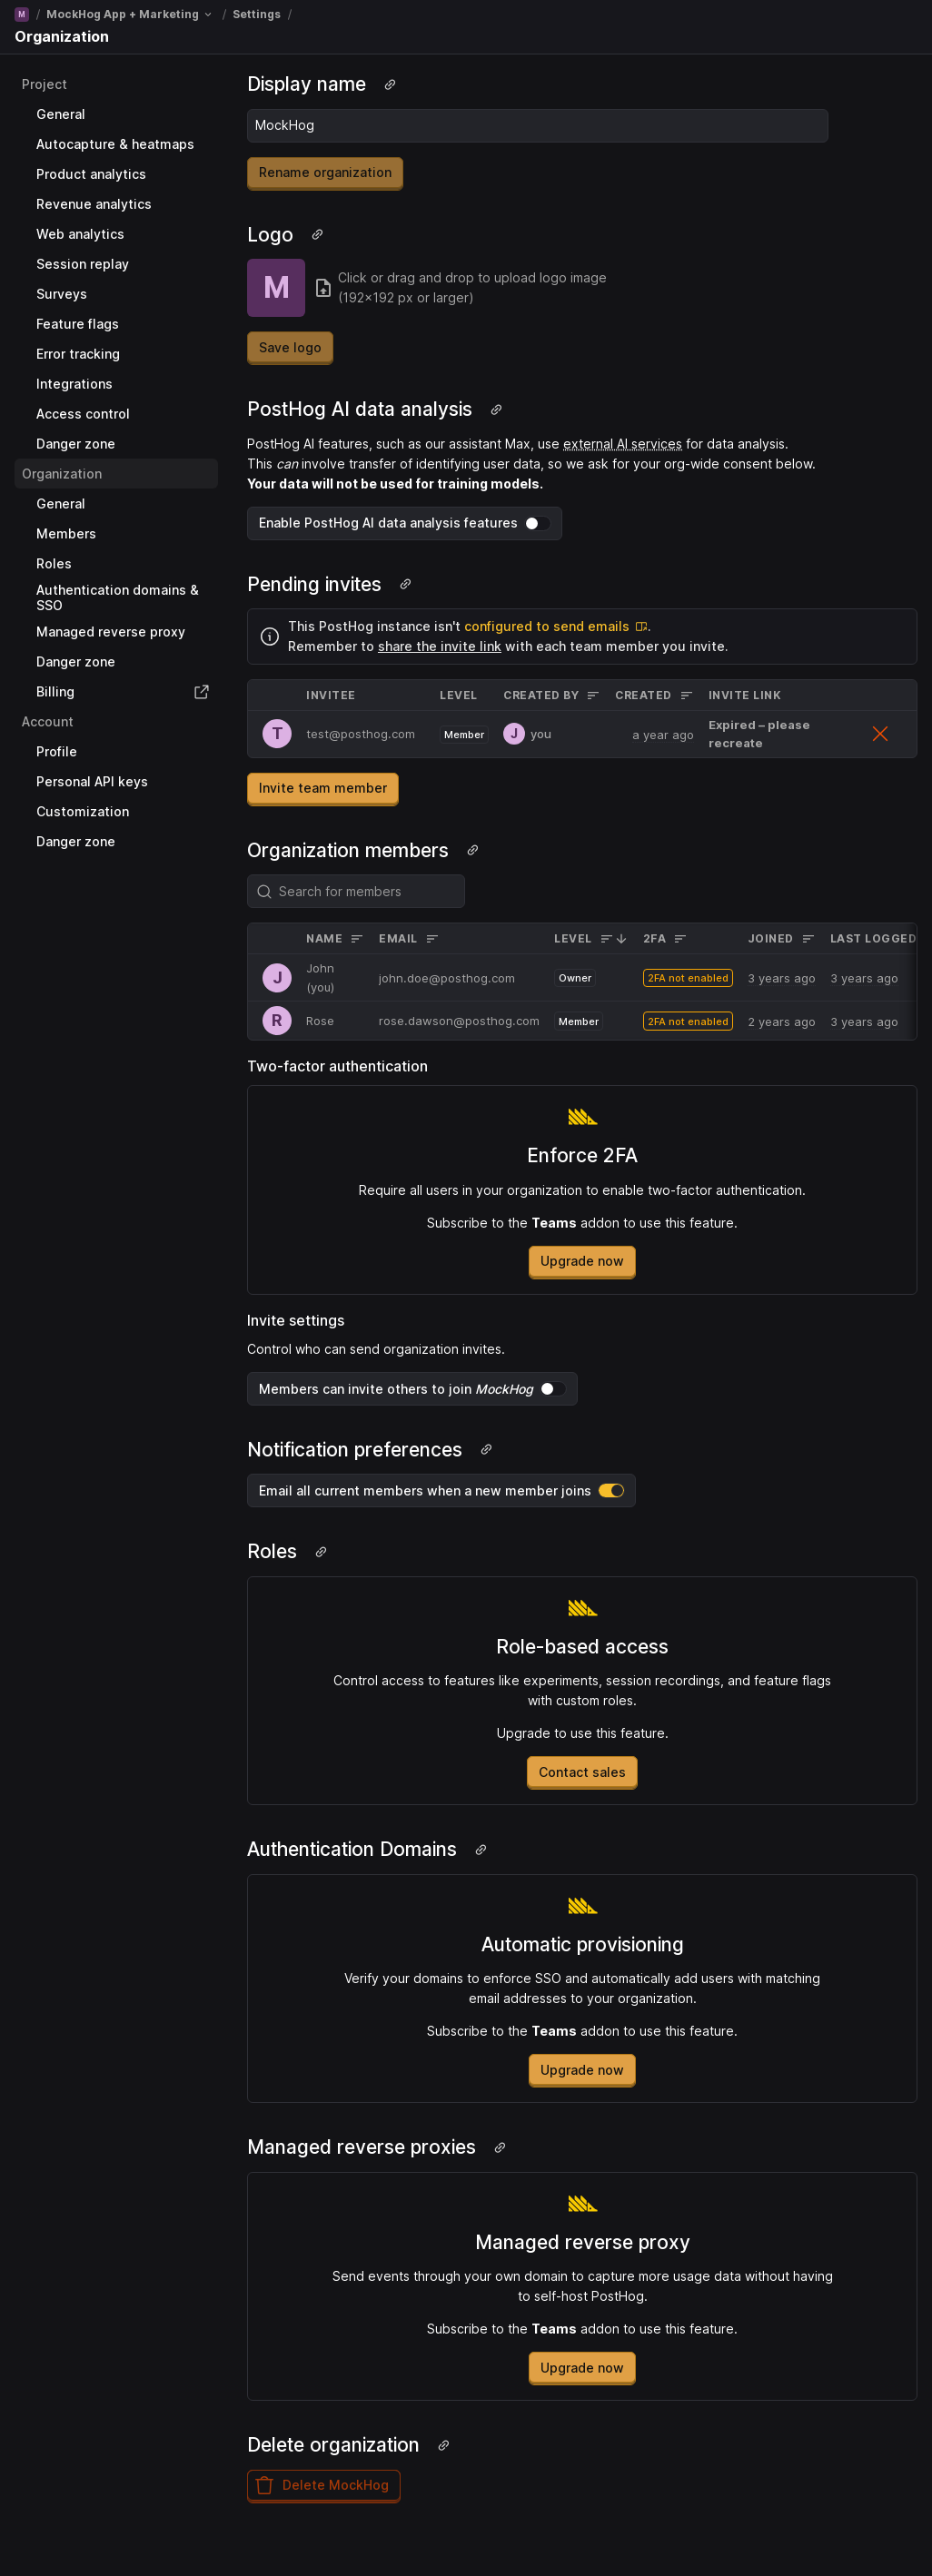 M / MockHog App + Marketing / Settings /
Organization
Project
General
Autocapture & heatmaps
Product analytics
Revenue analytics
Web analytics
Session replay
Surveys
Feature flags
Error tracking
Integrations
Access control
Danger zone
Organization
General
Members
Roles
Authentication domains &
SSO
Managed reverse proxy
Danger zone
Billing
Account
Profile
Personal API keys
Customization
Danger zone
Display name
MockHog
Rename organization
Logo
M
Click or drag and drop to upload logo image
(192×192 px or larger)
Save logo
PostHog AI data analysis
PostHog AI features, such as our assistant Max, use external AI services for data analysis.
This can involve transfer of identifying user data, so we ask for your org-wide consent below.
Your data will not be used for training models.
Enable PostHog AI data analysis features
Pending invites
This PostHog instance isn't configured to send emails.
Remember to share the invite link with each team member you invite.
INVITEE LEVEL CREATED BY CREATED INVITE LINK
T test@posthog.com Member J you a year ago Expired – please
recreate
Invite team member
Organization members
Search for members
NAME EMAIL LEVEL 2FA JOINED LAST LOGGED
J John
(you) john.doe@posthog.com Owner 2FA not enabled 3 years ago 3 years ago
R Rose rose.dawson@posthog.com Member 2FA not enabled 2 years ago 3 years ago
Two-factor authentication
Enforce 2FA
Require all users in your organization to enable two-factor authentication.
Subscribe to the Teams addon to use this feature.
Upgrade now
Invite settings
Control who can send organization invites.
Members can invite others to join MockHog
Notification preferences
Email all current members when a new member joins
Roles
Role-based access
Control access to features like experiments, session recordings, and feature flags
with custom roles.
Upgrade to use this feature.
Contact sales
Authentication Domains
Automatic provisioning
Verify your domains to enforce SSO and automatically add users with matching
email addresses to your organization.
Subscribe to the Teams addon to use this feature.
Upgrade now
Managed reverse proxies
Managed reverse proxy
Send events through your own domain to capture more usage data without having
to self-host PostHog.
Subscribe to the Teams addon to use this feature.
Upgrade now
Delete organization
Delete MockHog